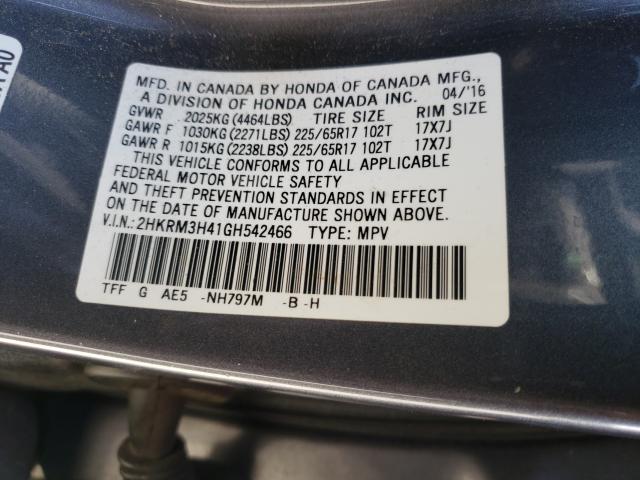 MFD. IN CANADA BY HONDA OF CANADA MFG.,
A DIVISION OF HONDA CANADA INC. 04/'16
GVWR 2025KG (4464LBS) TIRE SIZE RIM SIZE
GAWR F 1030KG (2271LBS) 225/65R17 102T 17X7J
GAWR R 1015KG (2238LBS) 225/65R17 102T 17X7J
THIS VEHICLE CONFORMS TO ALL APPLICABLE
FEDERAL MOTOR VEHICLE SAFETY
AND THEFT PREVENTION STANDARDS IN EFFECT
ON THE DATE OF MANUFACTURE SHOWN ABOVE.
V.I.N.: 2HKRM3H41GH542466 TYPE: MPV
TFF G AE5 -NH797M -B -H